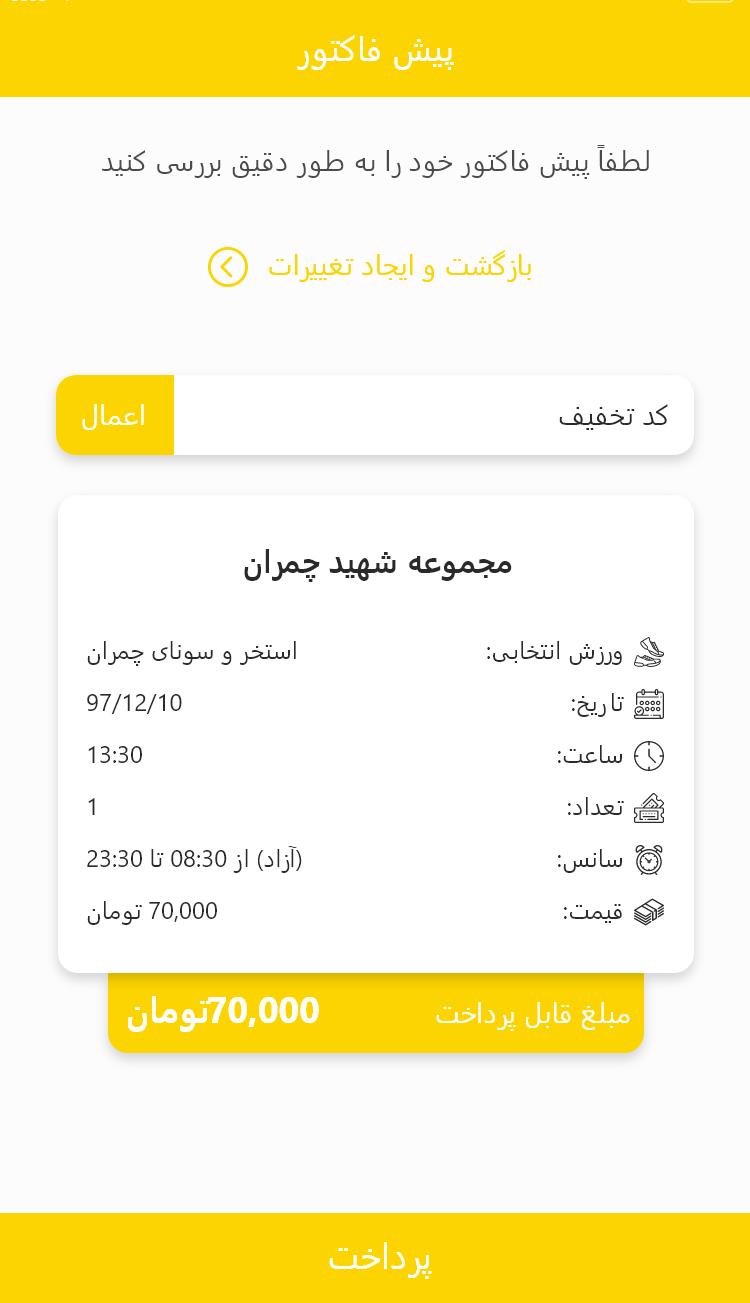 پیش فاکتور
لطفاً پیش فاکتور خود را به طور دقیق بررسی کنید
بازگشت و ایجاد تغییرات
کد تخفیف اعمال
مجموعه شهید چمران
ورزش انتخابی: استخر و سونای چمران
تاریخ: 97/12/10
ساعت: 13:30
تعداد: 1
سانس: (آزاد) از 08:30 تا 23:30
قیمت: 70,000 تومان
مبلغ قابل پرداخت 70,000تومان
پرداخت